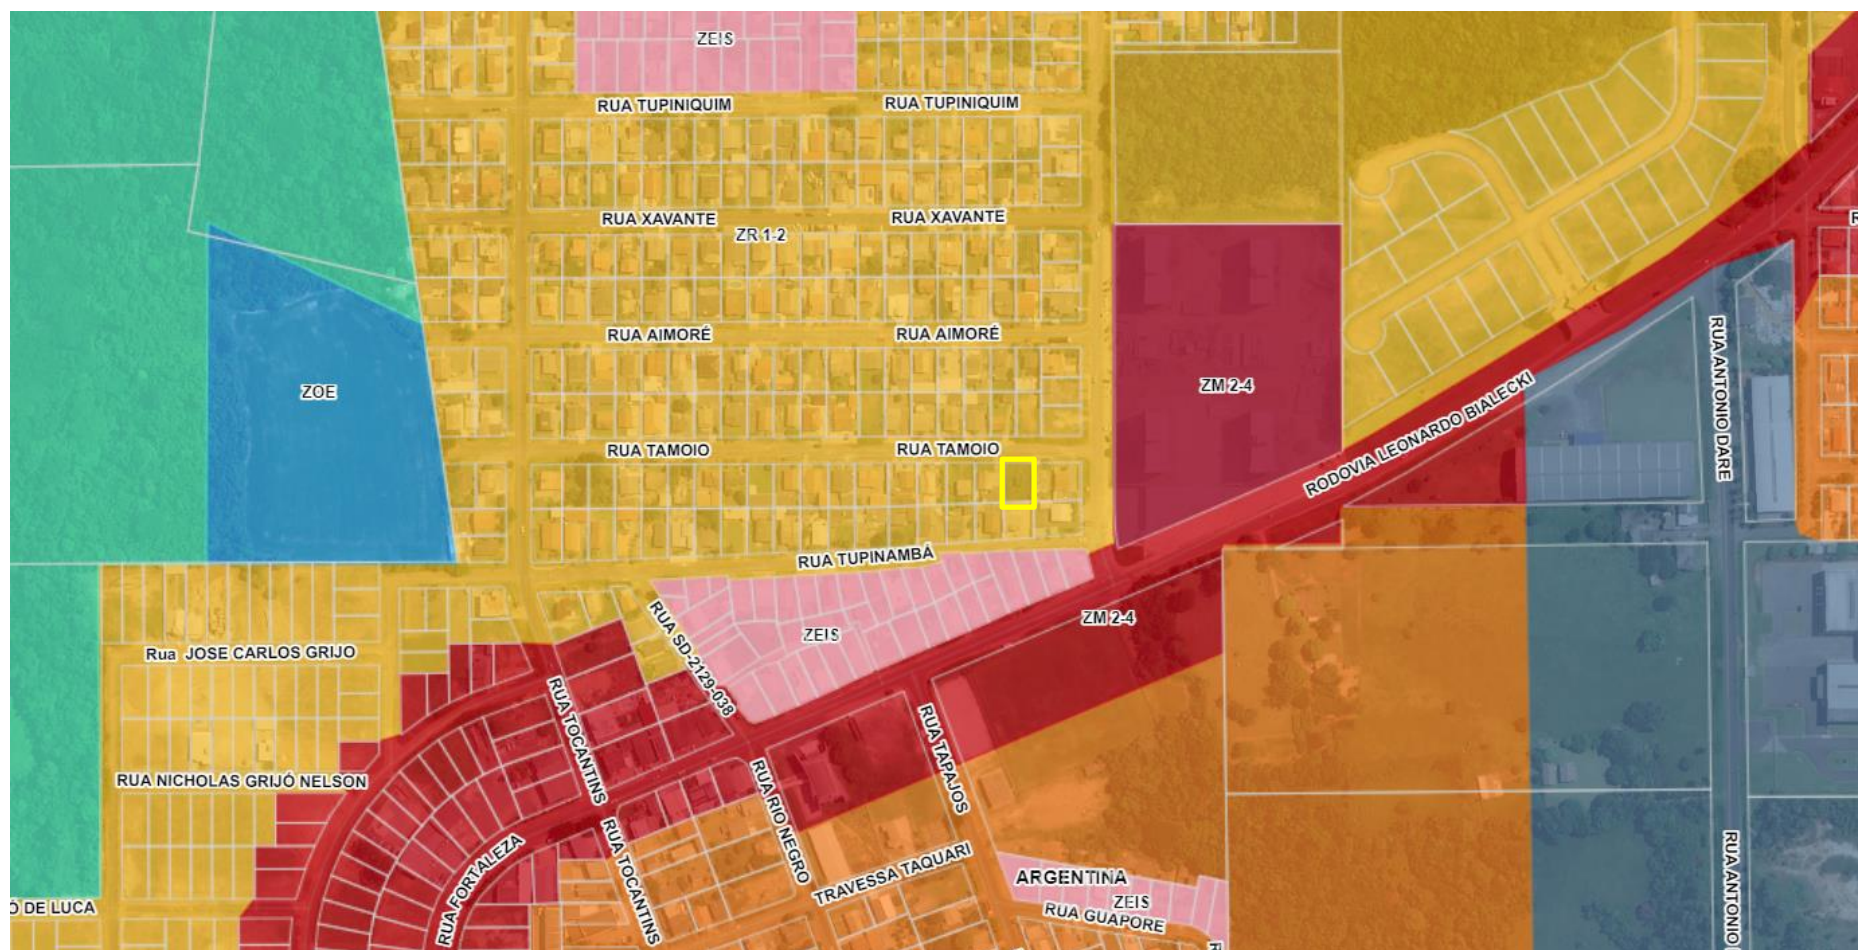 ZEIS
RUA TUPINIQUIM
RUA TUPINIQUIM
RUA XAVANTE
RUA XAVANTE
ZR 1-2
RUA AIMORÉ
RUA AIMORÉ
ZOE
ZM 2-4
RUA ANTONIO DARE
RODOVIA LEONARDO BIALECKI
RUA TAMOIO
RUA TAMOIO
RUA TUPINAMBÁ
ZM 2-4
ZEIS
RUA SD-2129-038
Rua JOSE CARLOS GRIJO
RUA TOCANTINS
RUA TAPAJOS
RUA NICHOLAS GRIJÓ NELSON
RUA RIO NEGRO
RUA FORTALEZA
RUA TOCANTINS
TRAVESSA TAQUARI
ARGENTINA
ZEIS
RUA GUAPORE
RUA ANTONIO
Ó DE LUCA
R
R